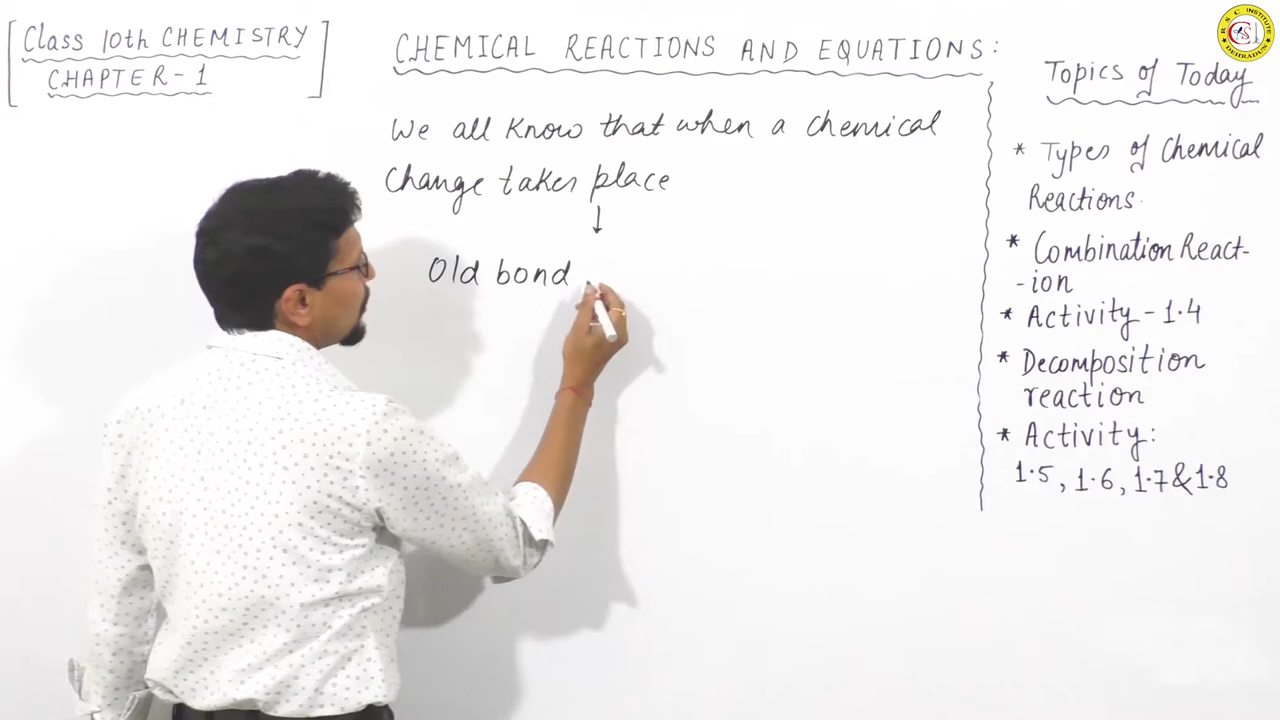 Class 10th CHEMISTRY
CHAPTER-1
CHEMICAL REACTIONS AND EQUATIONS:
We all know that when a chemical
change takes place
↓
Old bond
Topics of Today
* Types of Chemical
Reactions.
* Combination React-
-ion
* Activity - 1.4
* Decomposition
reaction
* Activity:
1.5, 1.6, 1.7 & 1.8
R S C INSTITUTE
DEHRADUN